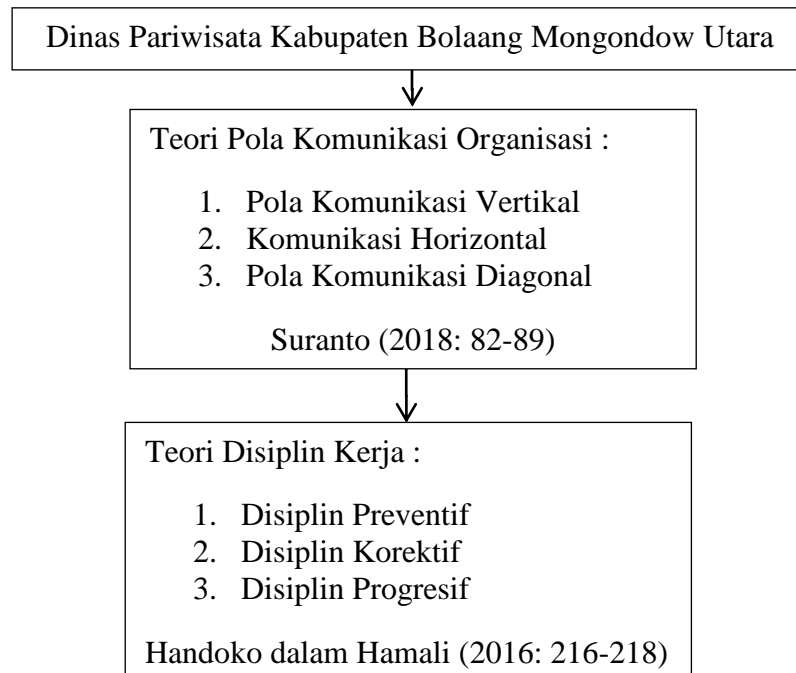 Dinas Pariwisata Kabupaten Bolaang Mongondow Utara
Teori Pola Komunikasi Organisasi :
1. Pola Komunikasi Vertikal
2. Komunikasi Horizontal
3. Pola Komunikasi Diagonal
Suranto (2018: 82-89)
Teori Disiplin Kerja :
1. Disiplin Preventif
2. Disiplin Korektif
3. Disiplin Progresif
Handoko dalam Hamali (2016: 216-218)